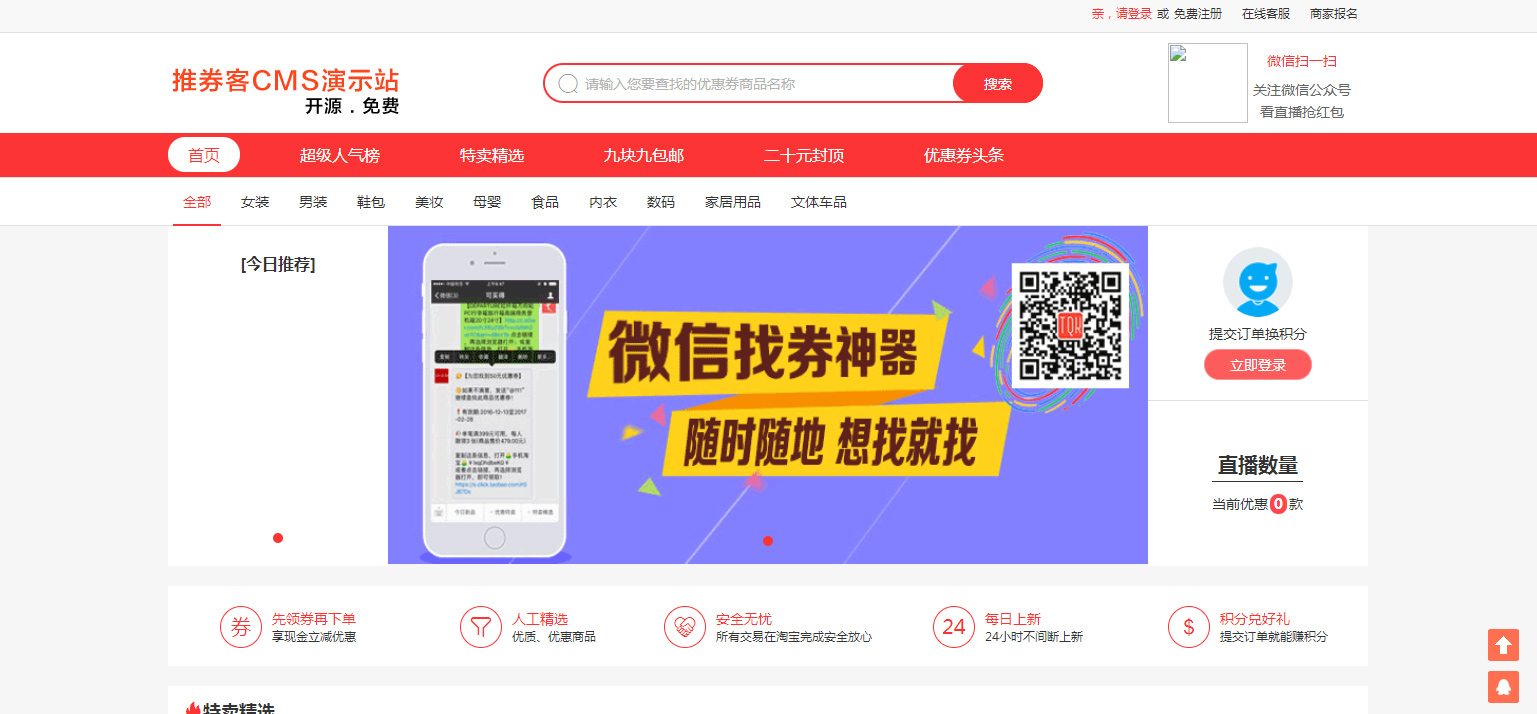 亲，请登录 或 免费注册 在线客服 商家报名
推券客CMS演示站
开源．免费
请输入您要查找的优惠券商品名称
搜索
微信扫一扫
关注微信公众号
看直播抢红包
首页 超级人气榜 特卖精选 九块九包邮 二十元封顶 优惠券头条
全部 女装 男装 鞋包 美妆 母婴 食品 内衣 数码 家居用品 文体车品
[今日推荐]
可买得
微信找券神器
随时随地 想找就找
TQK
提交订单换积分
立即登录
直播数量
当前优惠0款
券
先领券再下单
享现金立减优惠
人工精选
优质、优惠商品
安全无忧
所有交易在淘宝完成安全放心
24
每日上新
24小时不间断上新
$
积分兑好礼
提交订单就能赚积分
特卖精选